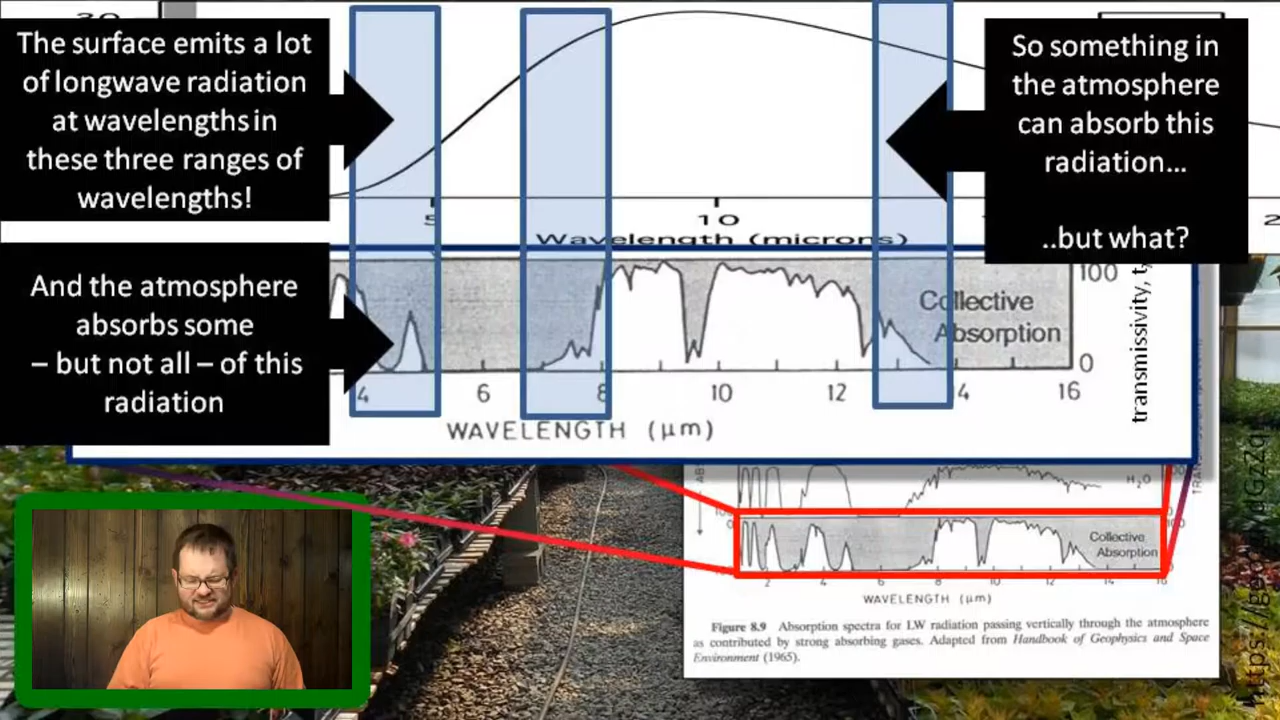 30
The surface emits a lot
of longwave radiation
at wavelengths in
these three ranges of
wavelengths!
So something in
the atmosphere
can absorb this
radiation…
..but what?
5
10
2
Wavelength (microns)
And the atmosphere
absorbs some
– but not all – of this
radiation
Collective
Absorption
100
0
transmissivity, t
4
6
8
10
12
14
16
WAVELENGTH (μm)
H₂O
Collective
Absorption
2
4
6
8
10
12
14
16
WAVELENGTH (μm)
Figure 8.9 Absorption spectra for LW radiation passing vertically through the atmosphere
as contributed by strong absorbing gases. Adapted from Handbook of Geophysics and Space
Environment (1965).